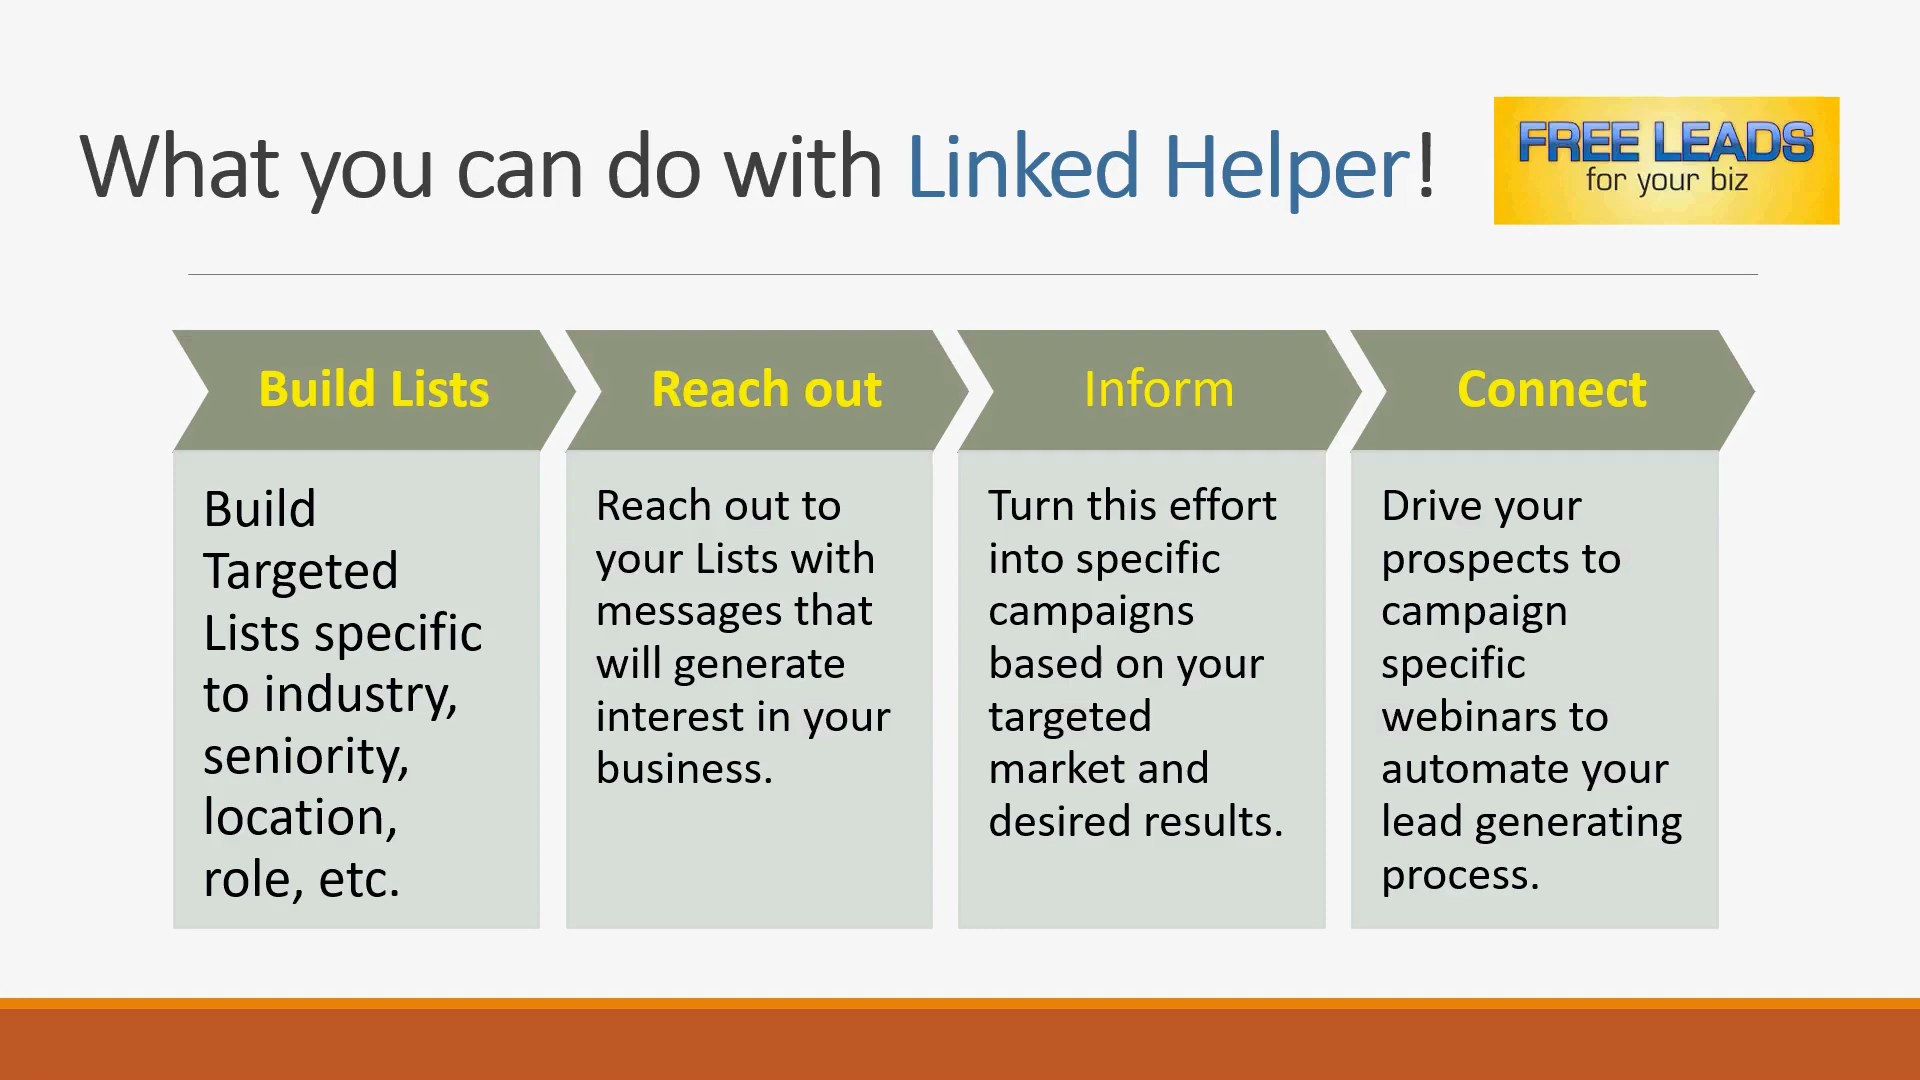 What you can do with Linked Helper!
FREE LEADS
for your biz
Build Lists
Build
Targeted
Lists specific
to industry,
seniority,
location,
role, etc.
Reach out
Reach out to
your Lists with
messages that
will generate
interest in your
business.
Inform
Turn this effort
into specific
campaigns
based on your
targeted
market and
desired results.
Connect
Drive your
prospects to
campaign
specific
webinars to
automate your
lead generating
process.